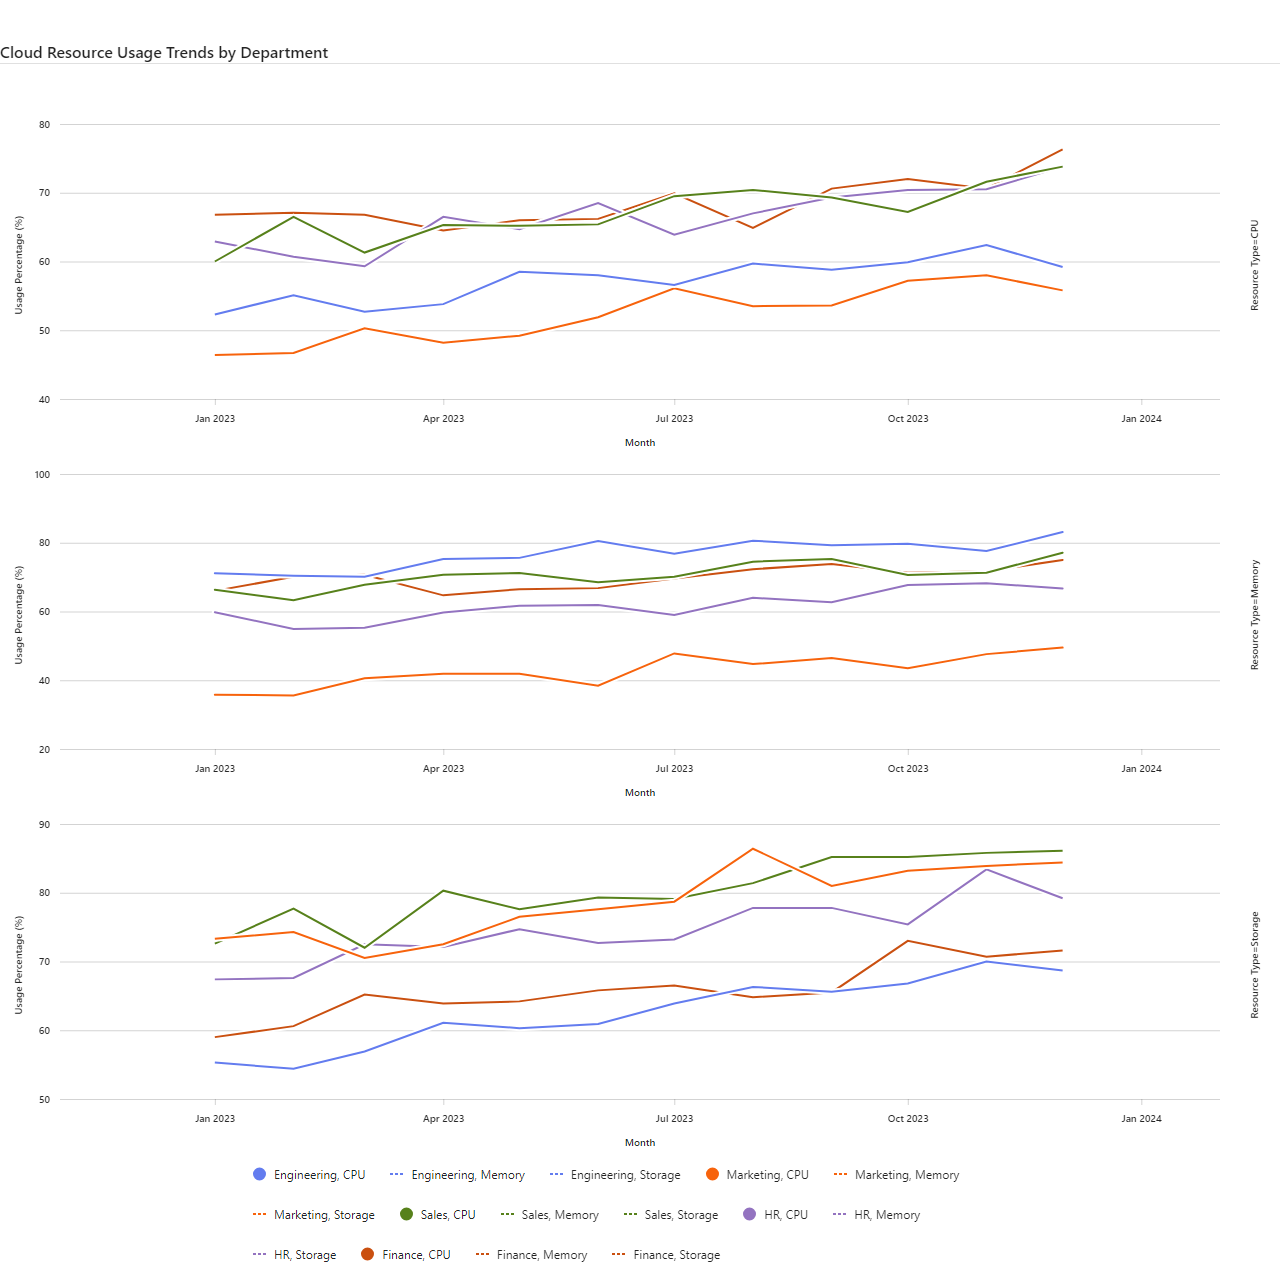 Cloud Resource Usage Trends by Department
80
70
60
50
40
Usage Percentage (%)
Resource Type=CPU
Jan 2023 Apr 2023 Jul 2023 Oct 2023 Jan 2024
Month
100
80
60
40
20
Usage Percentage (%)
Resource Type=Memory
Jan 2023 Apr 2023 Jul 2023 Oct 2023 Jan 2024
Month
90
80
70
60
50
Usage Percentage (%)
Resource Type=Storage
Jan 2023 Apr 2023 Jul 2023 Oct 2023 Jan 2024
Month
Engineering, CPU Engineering, Memory Engineering, Storage Marketing, CPU Marketing, Memory
Marketing, Storage Sales, CPU Sales, Memory Sales, Storage HR, CPU HR, Memory
HR, Storage Finance, CPU Finance, Memory Finance, Storage